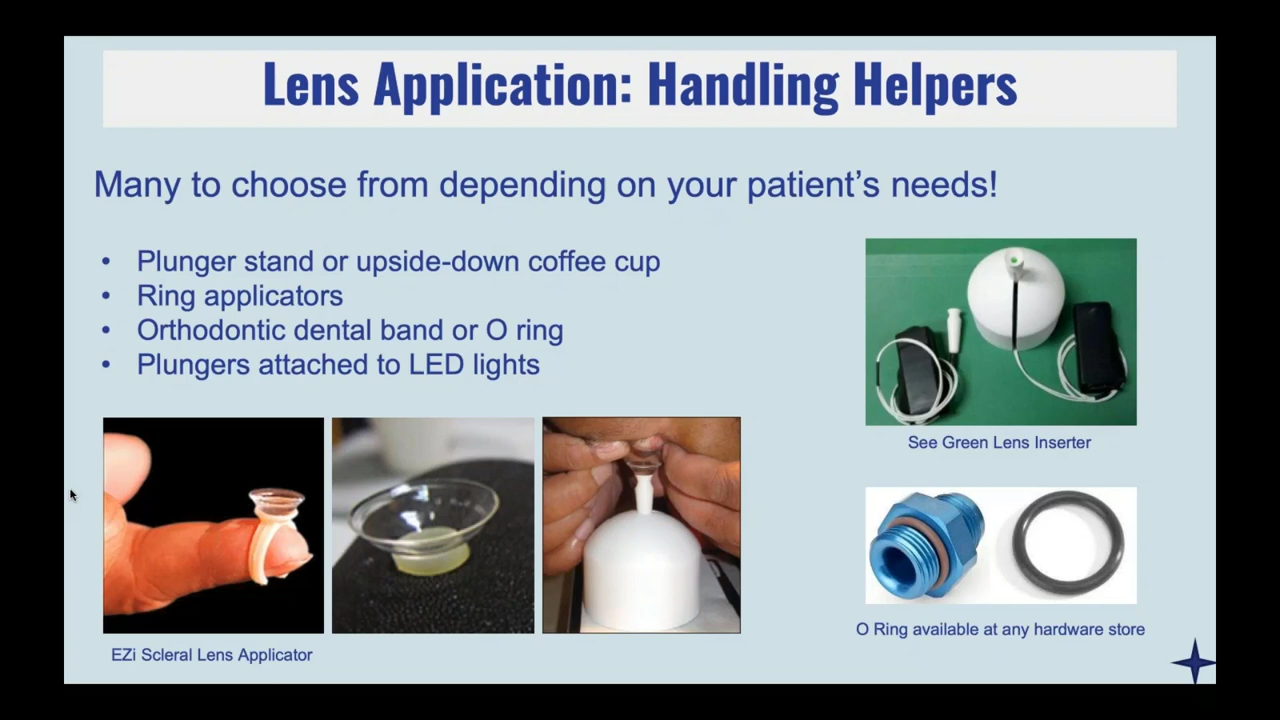 Lens Application: Handling Helpers
Many to choose from depending on your patient’s needs!
• Plunger stand or upside-down coffee cup
• Ring applicators
• Orthodontic dental band or O ring
• Plungers attached to LED lights
See Green Lens Inserter
O Ring available at any hardware store
EZi Scleral Lens Applicator